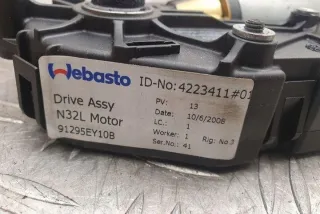 Webasto
ID-No: 4223411#01
Drive Assy
N32L Motor
91295EY10B
PV: 13
Date: 10/6/2008
LC.: 1
Worker: 1 Rig: No.3
Ser.No.: 41